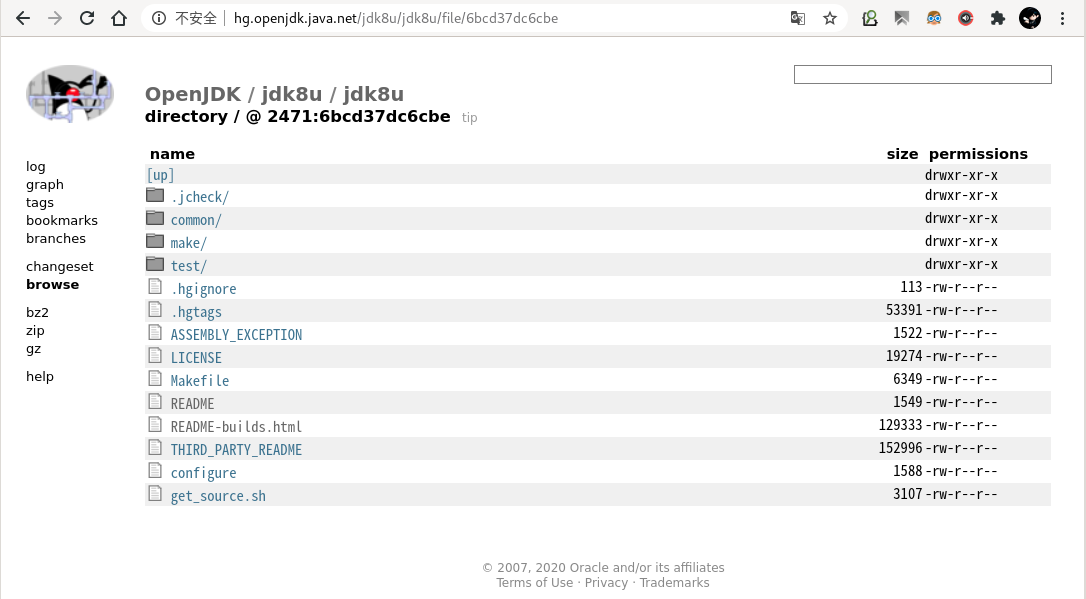 不安全 | hg.openjdk.java.net/jdk8u/jdk8u/file/6bcd37dc6cbe
OpenJDK / jdk8u / jdk8u
directory / @ 2471:6bcd37dc6cbe tip
log
graph
tags
bookmarks
branches
changeset
browse
bz2
zip
gz
help
name size permissions
[up] drwxr-xr-x
.jcheck/ drwxr-xr-x
common/ drwxr-xr-x
make/ drwxr-xr-x
test/ drwxr-xr-x
.hgignore 113 -rw-r--r--
.hgtags 53391 -rw-r--r--
ASSEMBLY_EXCEPTION 1522 -rw-r--r--
LICENSE 19274 -rw-r--r--
Makefile 6349 -rw-r--r--
README 1549 -rw-r--r--
README-builds.html 129333 -rw-r--r--
THIRD_PARTY_README 152996 -rw-r--r--
configure 1588 -rw-r--r--
get_source.sh 3107 -rw-r--r--
© 2007, 2020 Oracle and/or its affiliates
Terms of Use · Privacy · Trademarks